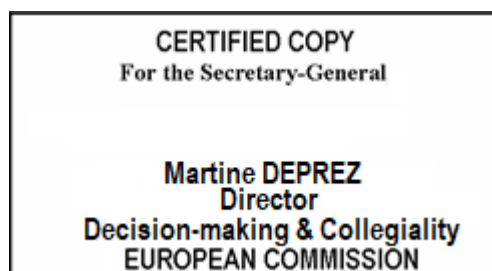 CERTIFIED COPY
For the Secretary-General
Martine DEPREZ
Director
Decision-making & Collegiality
EUROPEAN COMMISSION